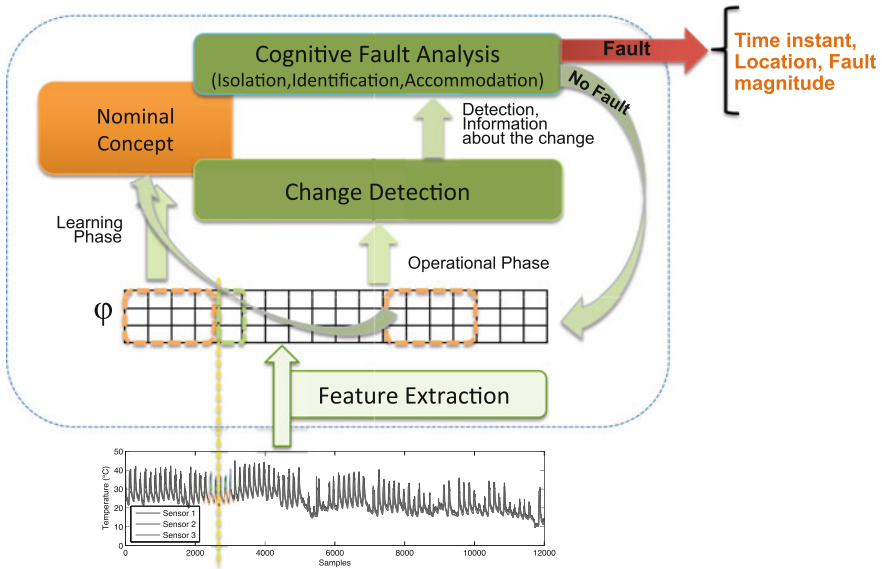 Cognitive Fault Analysis
(Isolation,Identification,Accommodation)
Fault
Time instant,
Location, Fault
magnitude
No Fault
Nominal
Concept
Detection,
Information
about the change
Change Detection
Learning
Phase
Operational Phase
φ
Feature Extraction
Temperature (°C)
50
40
30
20
10
0
Sensor 1
Sensor 2
Sensor 3
0 2000 4000 6000 8000 10000 12000
Samples